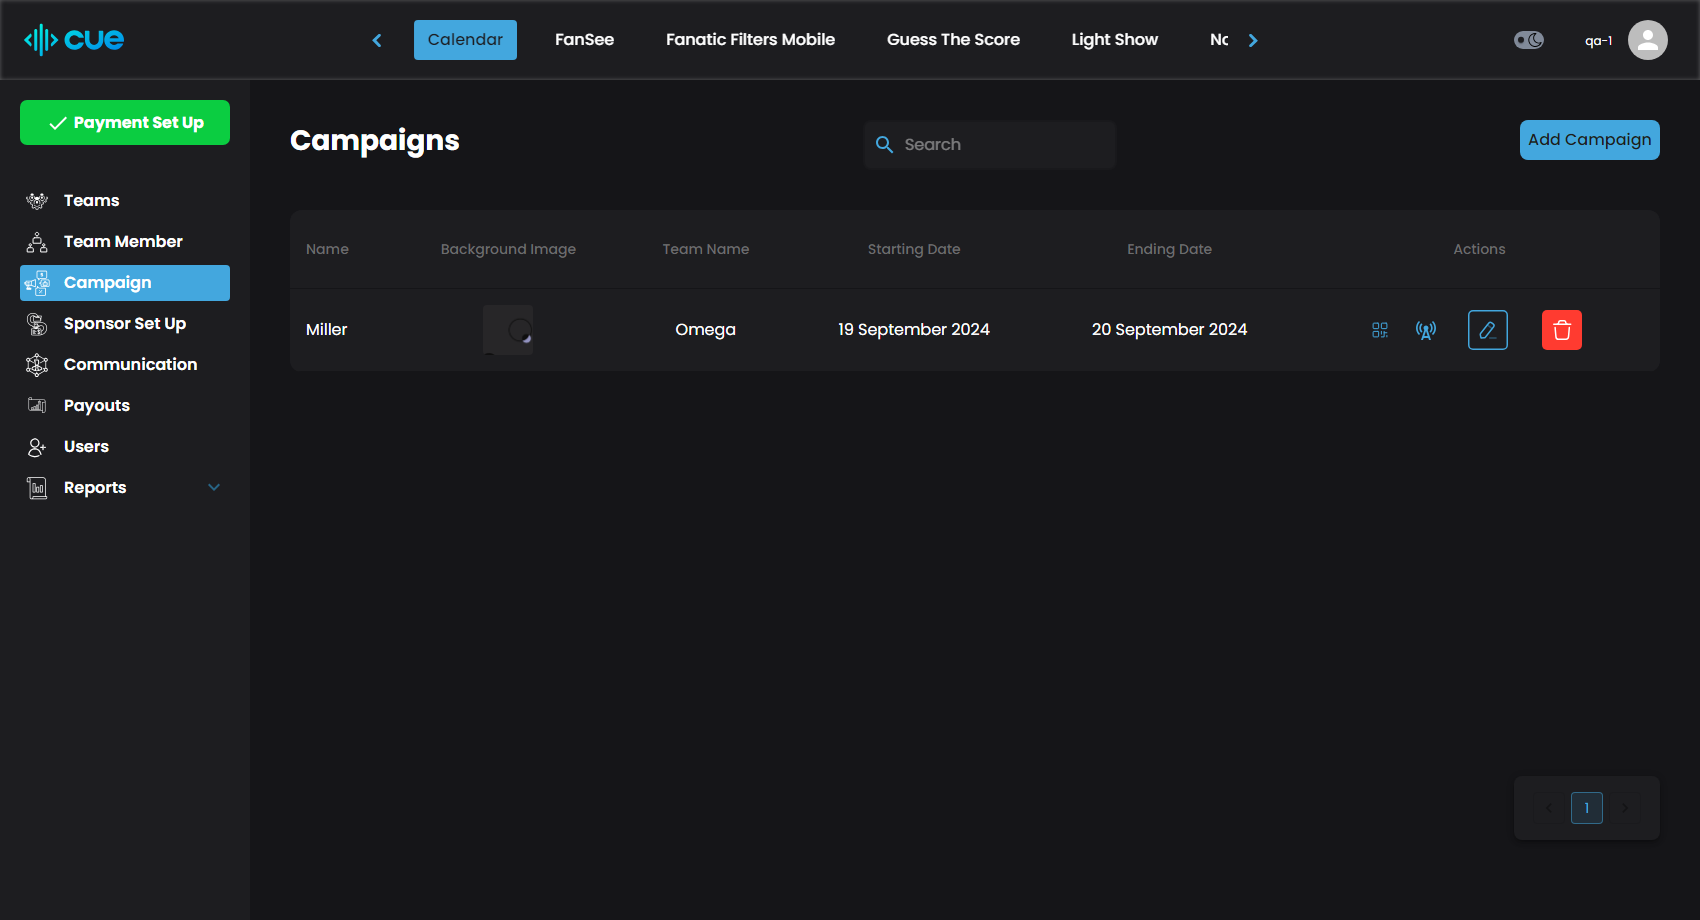 cue
Calendar
FanSee
Fanatic Filters Mobile
Guess The Score
Light Show
qa-1
Payment Set Up
Teams
Team Member
Campaign
Sponsor Set Up
Communication
Payouts
Users
Reports
Campaigns
Search
Add Campaign
Name Background Image Team Name Starting Date Ending Date Actions
Miller Omega 19 September 2024 20 September 2024
1